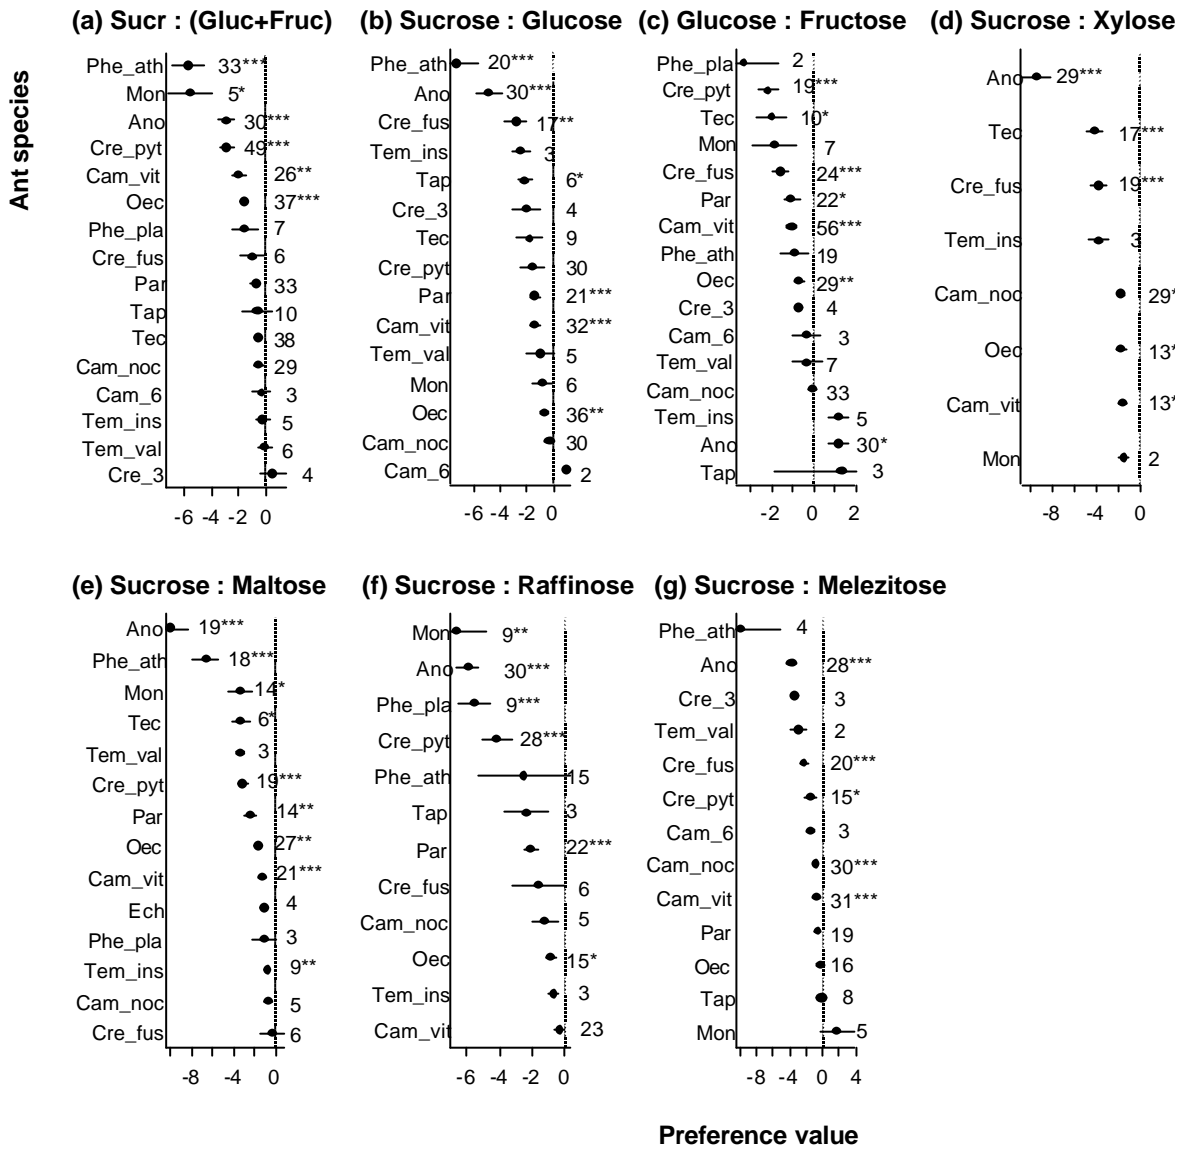 (a) Sucr : (Gluc+Fruc)
Ant species
Phe_ath 33***
Mon 5*
Ano 30***
Cre_pyt 49***
Cam_vit 26**
Oec 37***
Phe_pla 7
Cre_fus 6
Par 33
Tap 10
Tec 38
Cam_noc 29
Cam_6 3
Tem_ins 5
Tem_val 6
Cre_3 4
-6 -4 -2 0
(b) Sucrose : Glucose
Phe_ath 20***
Ano 30***
Cre_fus 17**
Tem_ins 3
Tap 6*
Cre_3 4
Tec 9
Cre_pyt 30
Par 21***
Cam_vit 32***
Tem_val 5
Mon 6
Oec 36**
Cam_noc 30
Cam_6 2
-6 -4 -2 0
(c) Glucose : Fructose
Phe_pla 2
Cre_pyt 19***
Tec 10*
Mon 7
Cre_fus 24***
Par 22*
Cam_vit 56***
Phe_ath 19
Oec 29**
Cre_3 4
Cam_6 3
Tem_val 7
Cam_noc 33
Tem_ins 5
Ano 30*
Tap 3
-2 0 2
(d) Sucrose : Xylose
Ano 29***
Tec 17***
Cre_fus 19***
Tem_ins 3
Cam_noc 29*
Oec 13*
Cam_vit 13*
Mon 2
-8 -4 0
(e) Sucrose : Maltose
Ano 19***
Phe_ath 18***
Mon 14*
Tec 6*
Tem_val 3
Cre_pyt 19***
Par 14**
Oec 27**
Cam_vit 21***
Ech 4
Phe_pla 3
Tem_ins 9**
Cam_noc 5
Cre_fus 6
-8 -4 0
(f) Sucrose : Raffinose
Mon 9**
Ano 30***
Phe_pla 9***
Cre_pyt 28***
Phe_ath 15
Tap 3
Par 22***
Cre_fus 6
Cam_noc 5
Oec 15*
Tem_ins 3
Cam_vit 23
-6 -4 -2 0
(g) Sucrose : Melezitose
Phe_ath 4
Ano 28***
Cre_3 3
Tem_val 2
Cre_fus 20***
Cre_pyt 15*
Cam_6 3
Cam_noc 30***
Cam_vit 31***
Par 19
Oec 16
Tap 8
Mon 5
-8 -4 0 4
Preference value